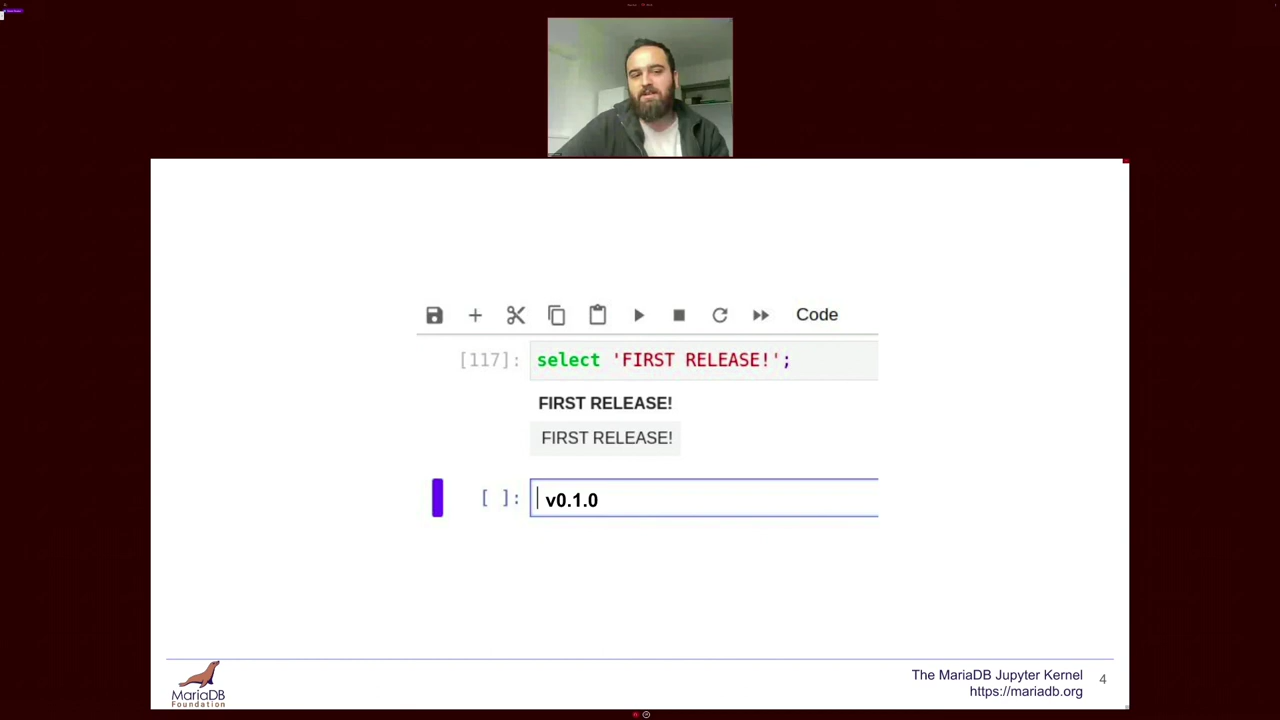 Code
[117]: select 'FIRST RELEASE!';
FIRST RELEASE!
FIRST RELEASE!
[ ]: v0.1.0
MariaDB
Foundation
The MariaDB Jupyter Kernel
https://mariadb.org
4